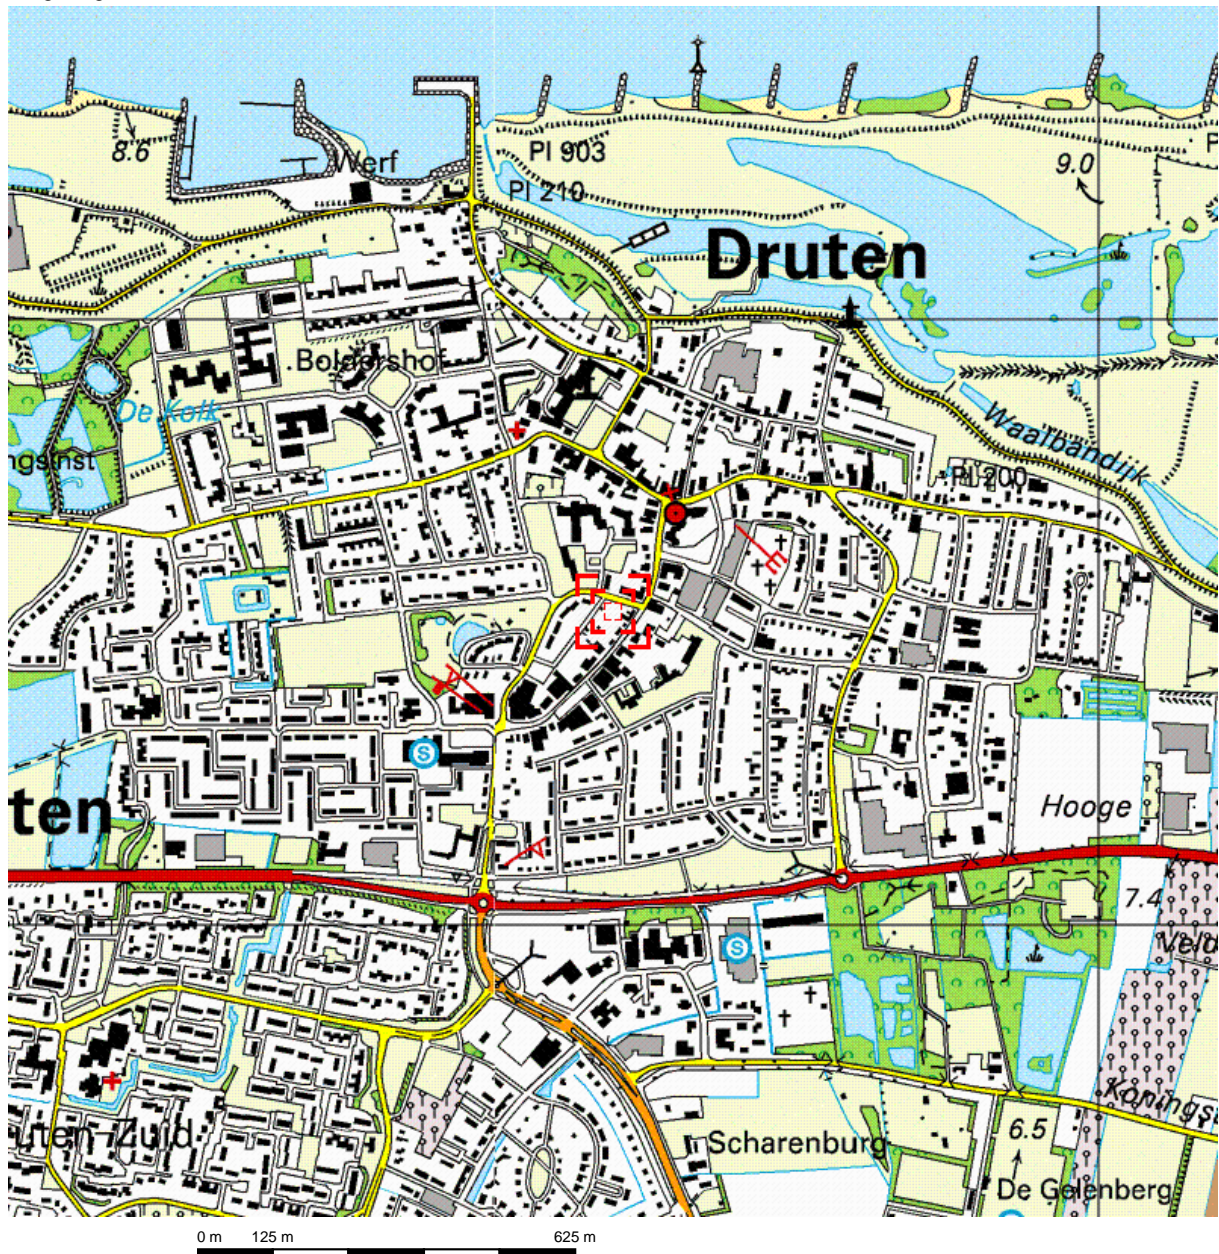 8.6
Werf
Pl 903
Pl 210
9.0
Druten
Boldershof
De Kolk
Waalbandijk
Pl 200
E
Y
S
ten
Hooge
A
7.4
S
6.5
Scharenburg
De Gelenberg
0 m 125 m 625 m